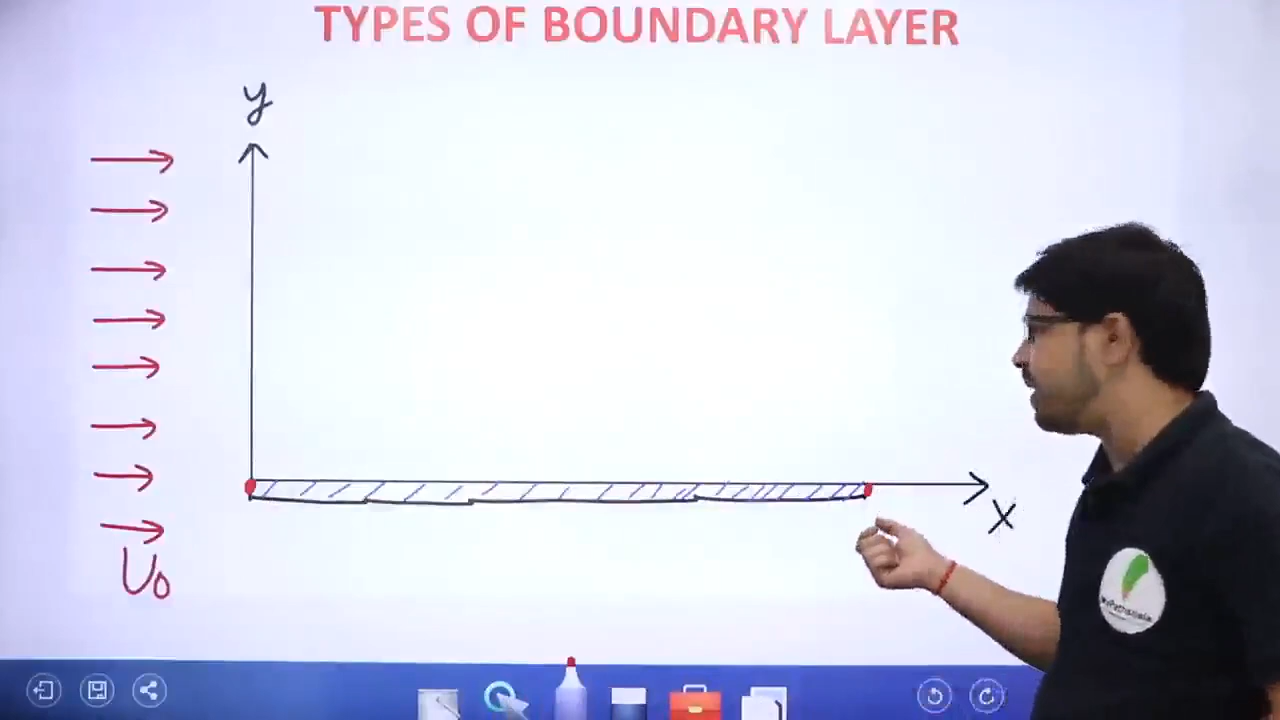 TYPES OF BOUNDARY LAYER
y
X
U₀